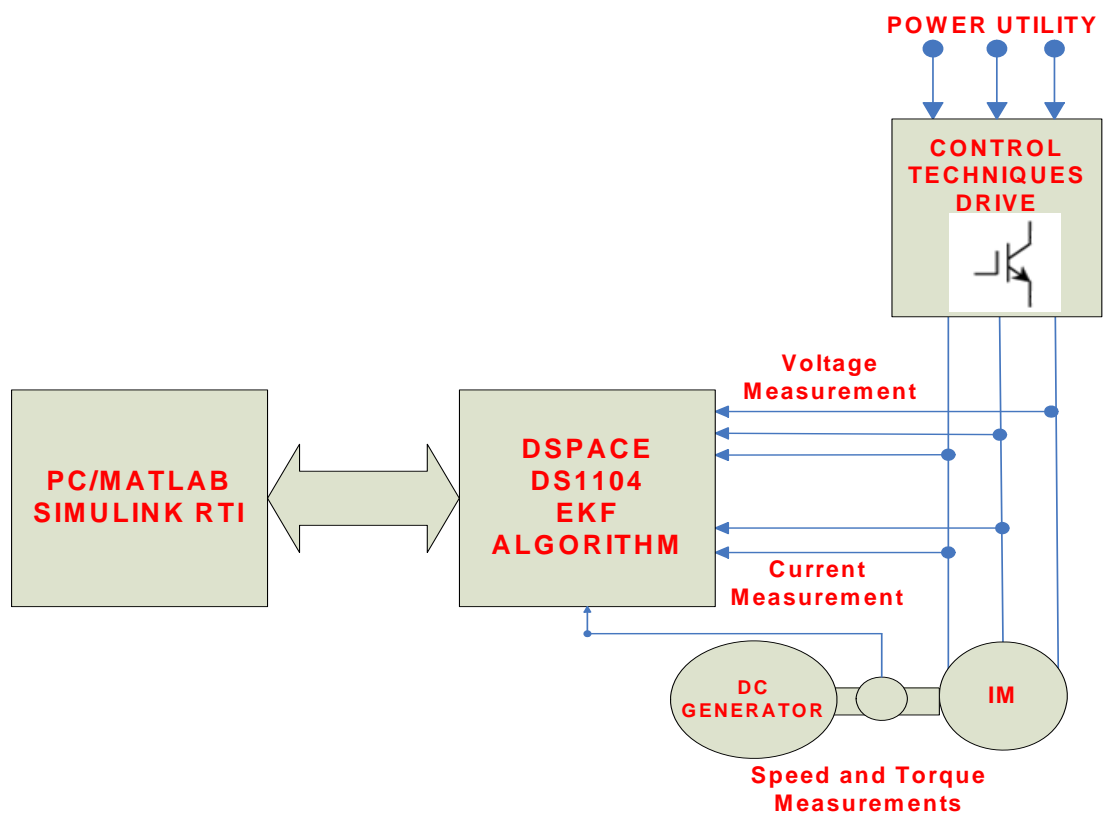 POWER UTILITY
CONTROL
TECHNIQUES
DRIVE
Voltage
Measurement
PC/MATLAB
SIMULINK RTI
DSPACE
DS1104
EKF
ALGORITHM
Current
Measurement
DC
GENERATOR
IM
Speed and Torque
Measurements